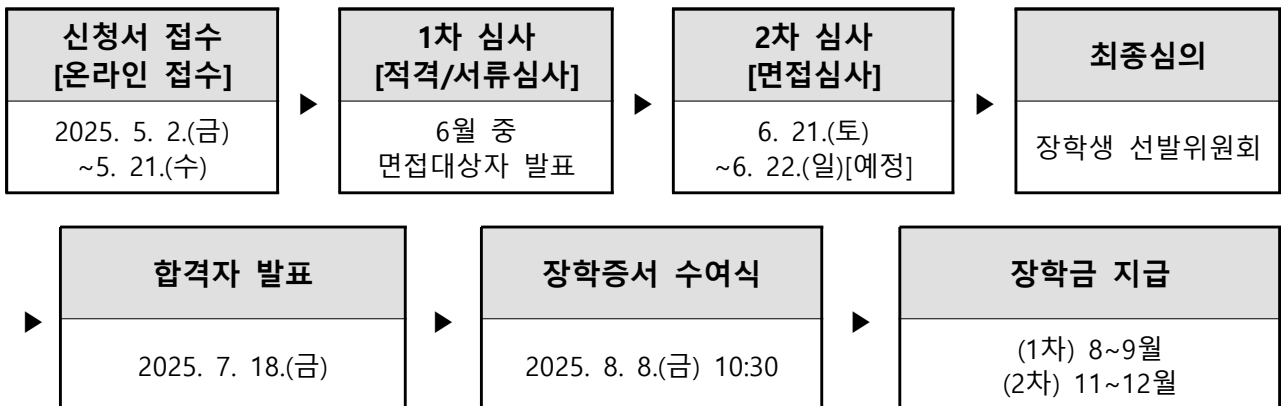 신청서 접수
[온라인 접수]
2025. 5. 2.(금)
~5. 21.(수)
▶
1차 심사
[적격/서류심사]
6월 중
면접대상자 발표
▶
2차 심사
[면접심사]
6. 21.(토)
~6. 22.(일)[예정]
▶
최종심의
장학생 선발위원회
▶
합격자 발표
2025. 7. 18.(금)
▶
장학증서 수여식
2025. 8. 8.(금) 10:30
▶
장학금 지급
(1차) 8~9월
(2차) 11~12월